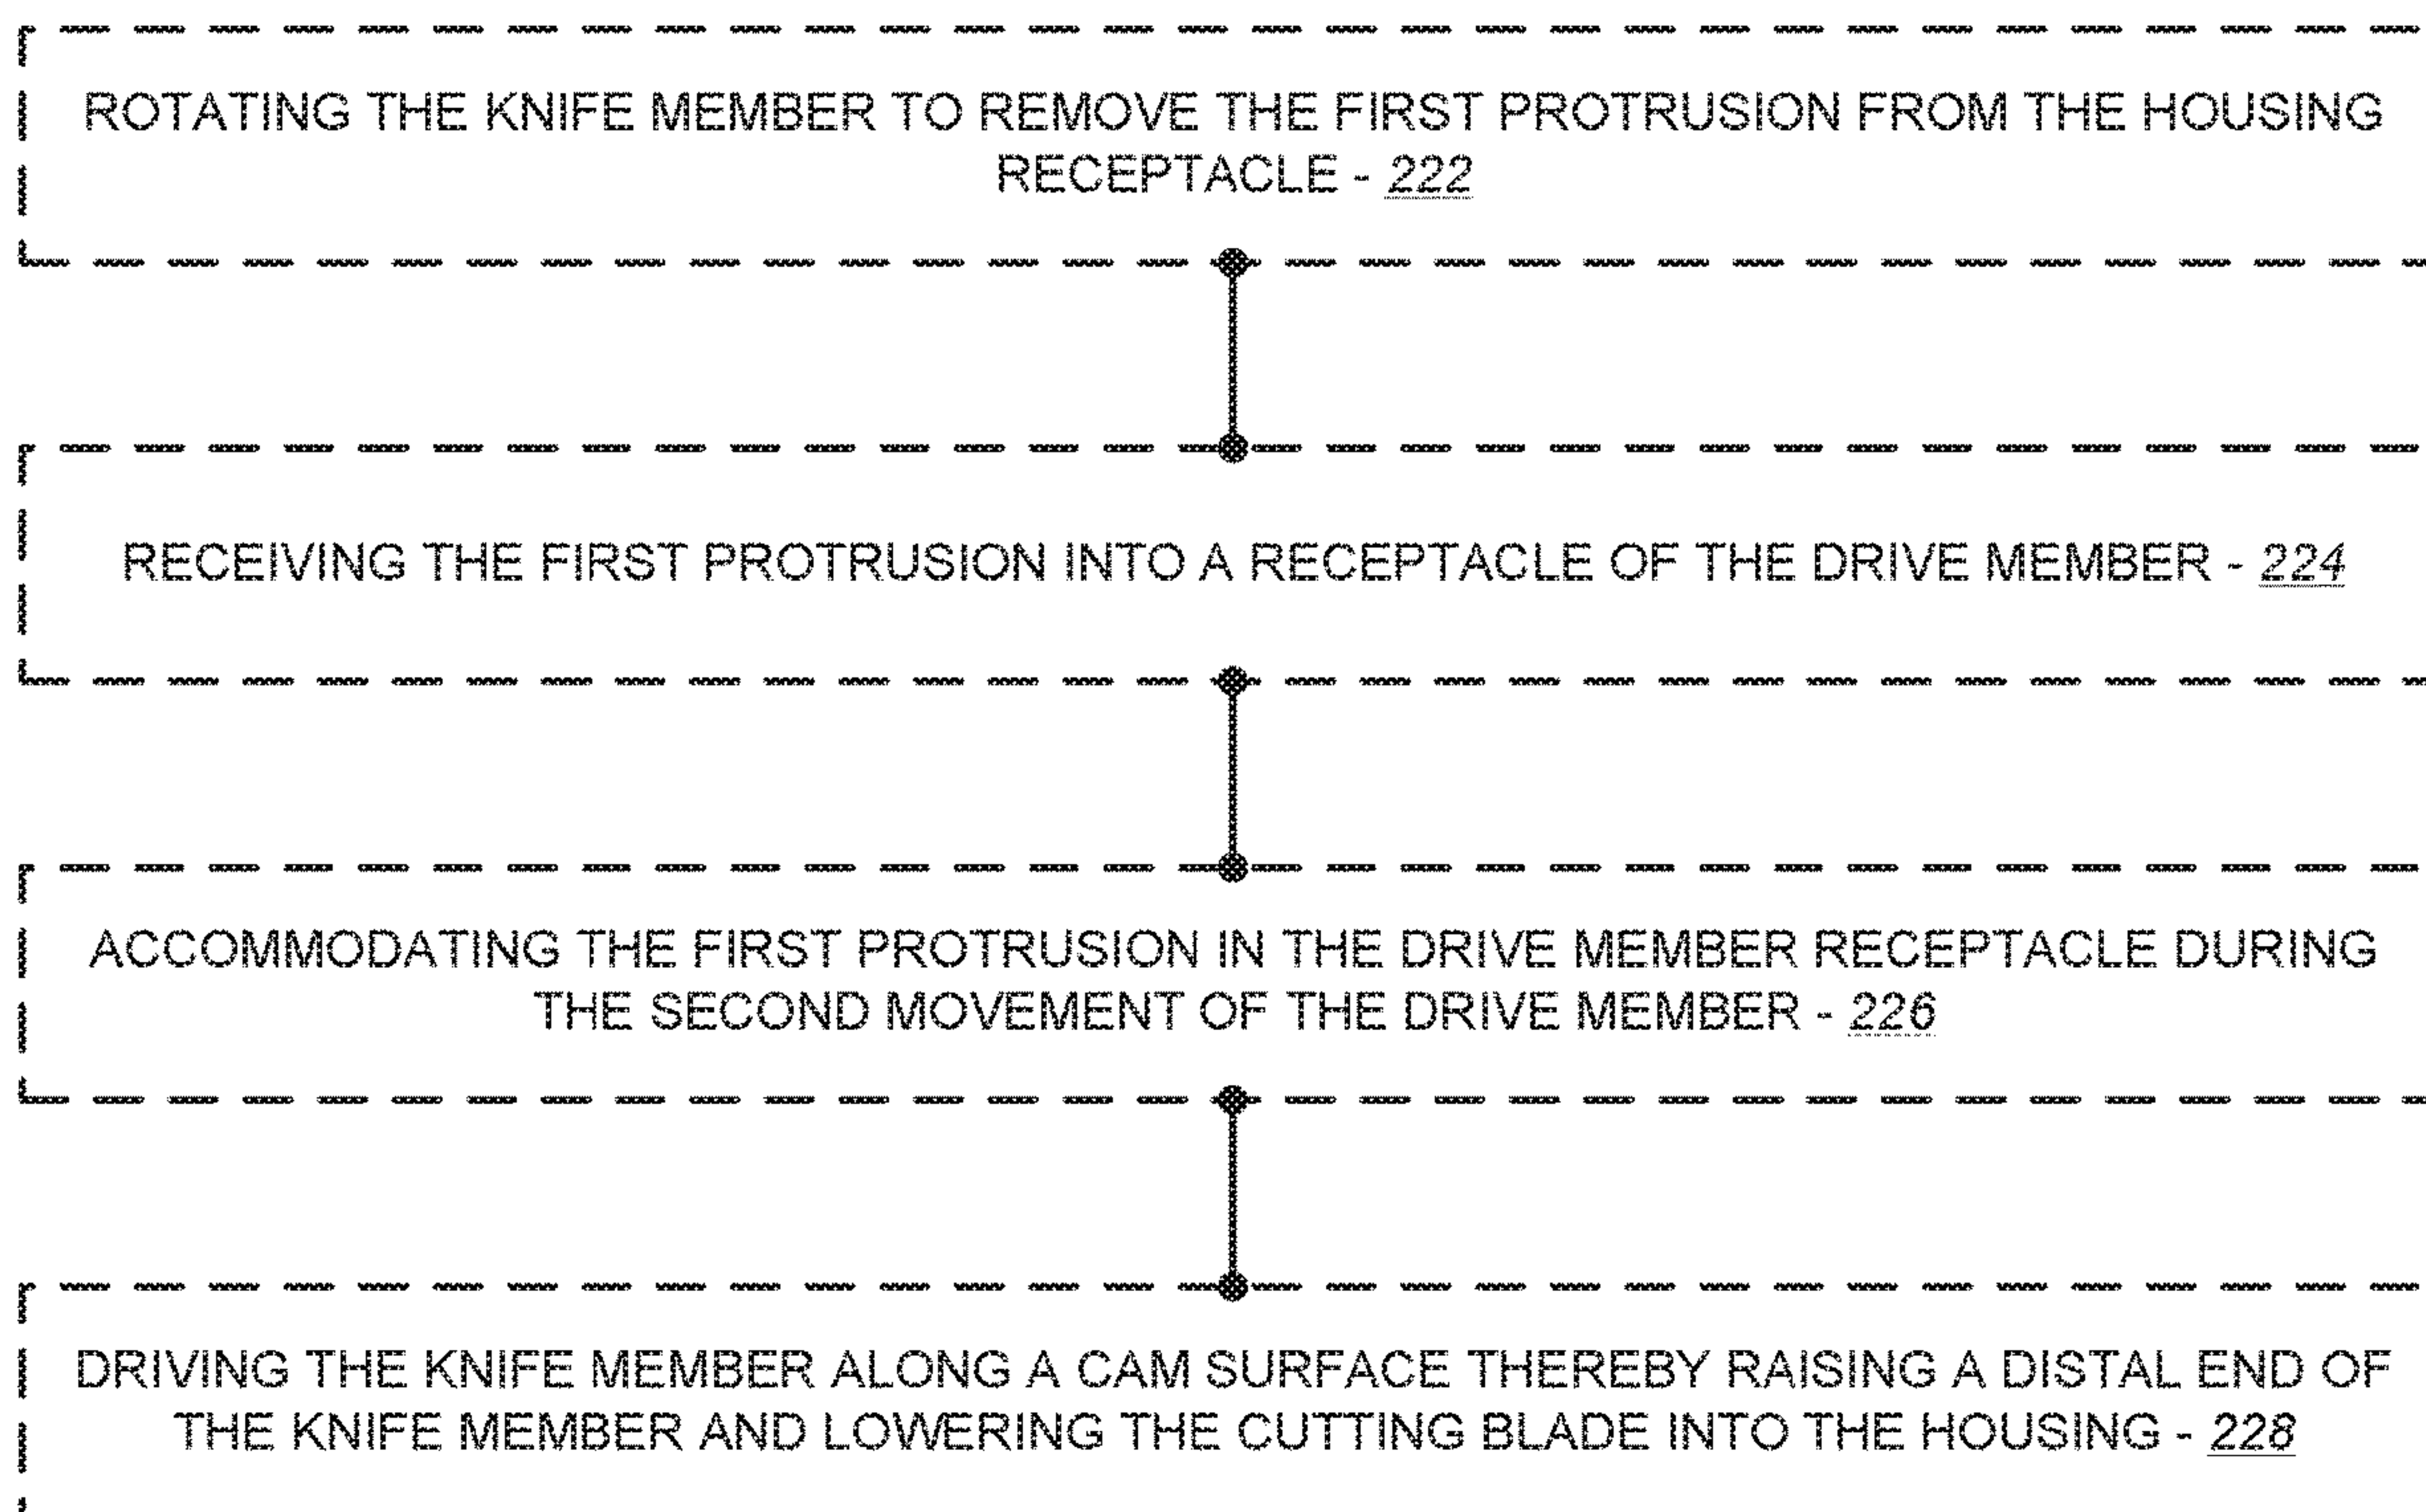 ROTATING THE KNIFE MEMBER TO REMOVE THE FIRST PROTRUSION FROM THE HOUSING
RECEPTACLE - 222
RECEIVING THE FIRST PROTRUSION INTO A RECEPTACLE OF THE DRIVE MEMBER - 224
ACCOMMODATING THE FIRST PROTRUSION IN THE DRIVE MEMBER RECEPTACLE DURING
THE SECOND MOVEMENT OF THE DRIVE MEMBER - 226
DRIVING THE KNIFE MEMBER ALONG A CAM SURFACE THEREBY RAISING A DISTAL END OF
THE KNIFE MEMBER AND LOWERING THE CUTTING BLADE INTO THE HOUSING - 228